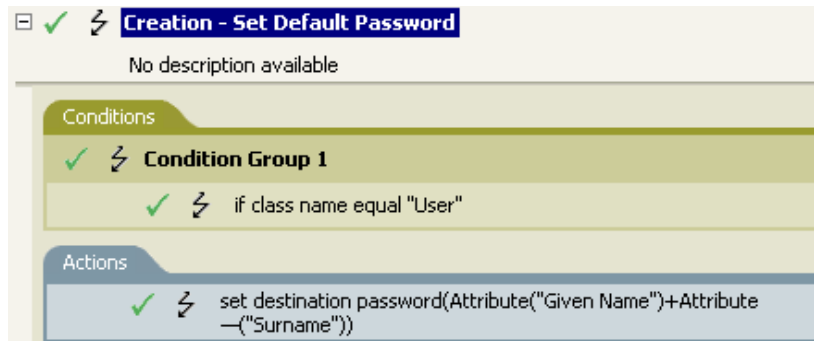 Creation - Set Default Password
No description available
Conditions
Condition Group 1
if class name equal "User"
Actions
set destination password(Attribute("Given Name")+Attribute
—("Surname"))